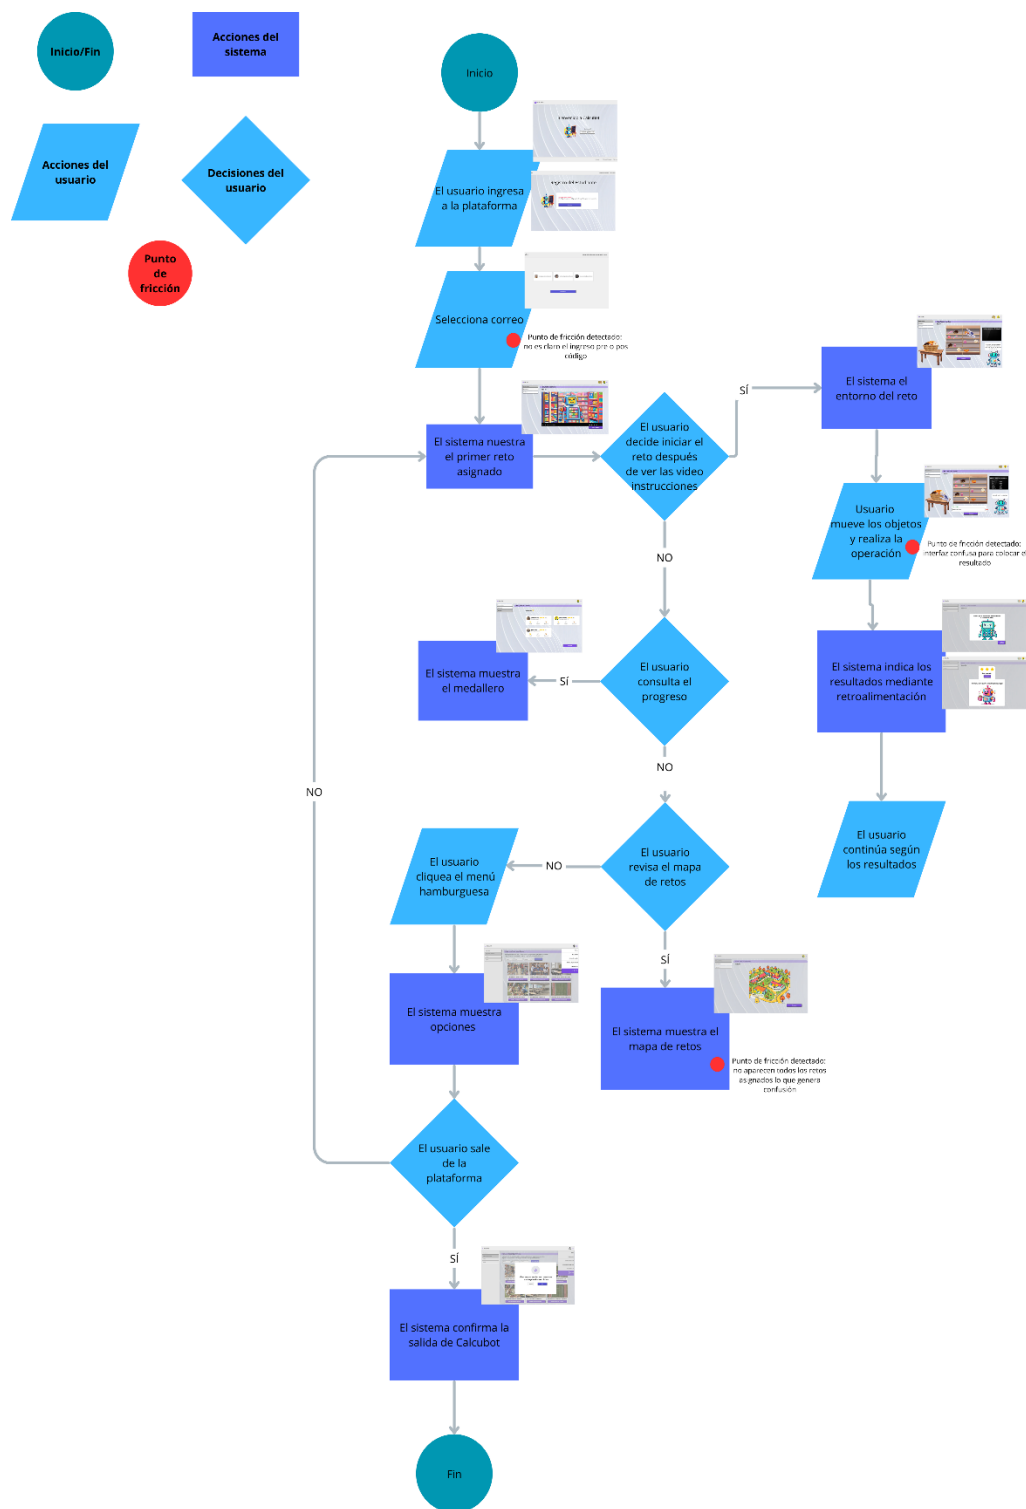 Inicio/Fin
Acciones del
sistema
Acciones del
usuario
Decisiones del
usuario
Punto
de
fricción
Inicio
El usuario ingresa
a la plataforma
Selecciona correo
Punto de fricción detectado:
no es claro el ingreso pre o pos
código
El sistema nuestra
el primer reto
asignado
El usuario
decide iniciar el
reto después
de ver las video
instrucciones
SÍ
El sistema el
entorno del reto
Usuario
mueve los objetos
y realiza la
operación
Punto de fricción detectado:
interfaz confusa para colocar el
resultado
El sistema indica los
resultados mediante
retroalimentación
El usuario
continúa según
los resultados
NO
El usuario
consulta el
progreso
SÍ
El sistema muestra
el medallero
NO
NO
El usuario
revisa el mapa
de retos
NO
El usuario
cliquea el menú
hamburguesa
SÍ
El sistema muestra el
mapa de retos
Punto de fricción detectado:
no aparecen todos los retos
asignados lo que genera
confusión
El sistema muestra
opciones
El usuario sale
de la
plataforma
SÍ
El sistema confirma la
salida de Calcubot
Fin